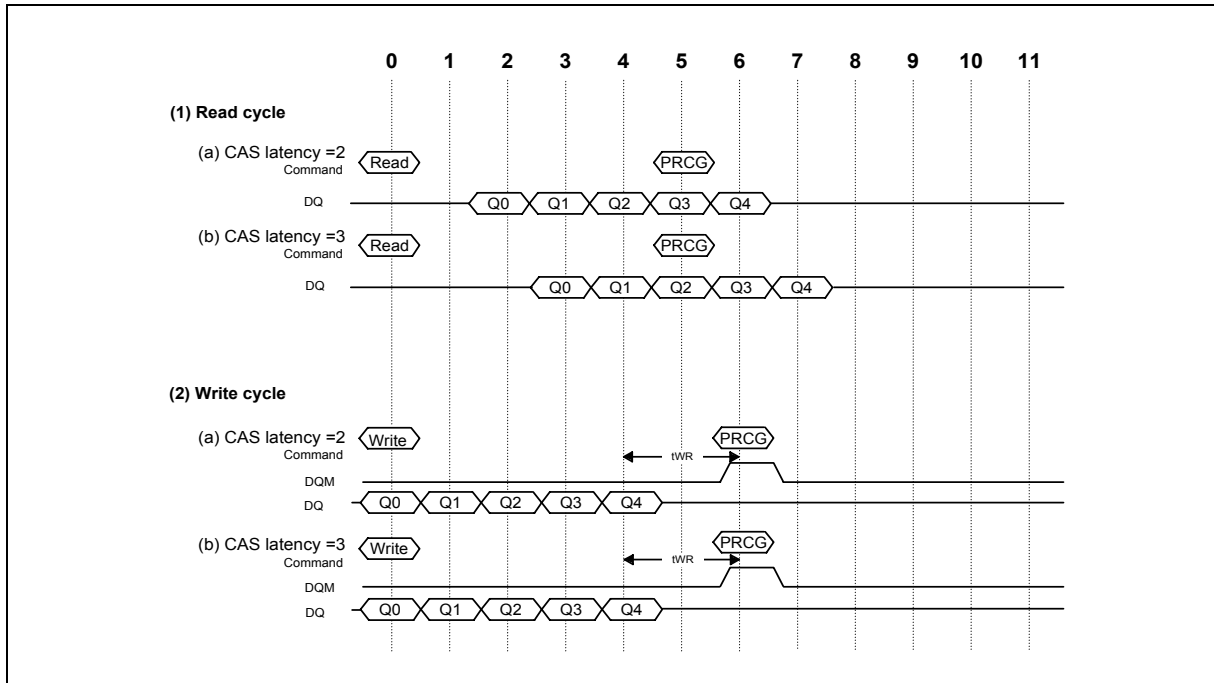 0 1 2 3 4 5 6 7 8 9 10 11
(1) Read cycle
(a) CAS latency =2
Command
Read PRCG
DQ Q0 Q1 Q2 Q3 Q4
(b) CAS latency =3
Command
Read PRCG
DQ Q0 Q1 Q2 Q3 Q4
(2) Write cycle
(a) CAS latency =2
Command
Write PRCG
tWR
DQM
DQ Q0 Q1 Q2 Q3 Q4
(b) CAS latency =3
Command
Write PRCG
tWR
DQM
DQ Q0 Q1 Q2 Q3 Q4